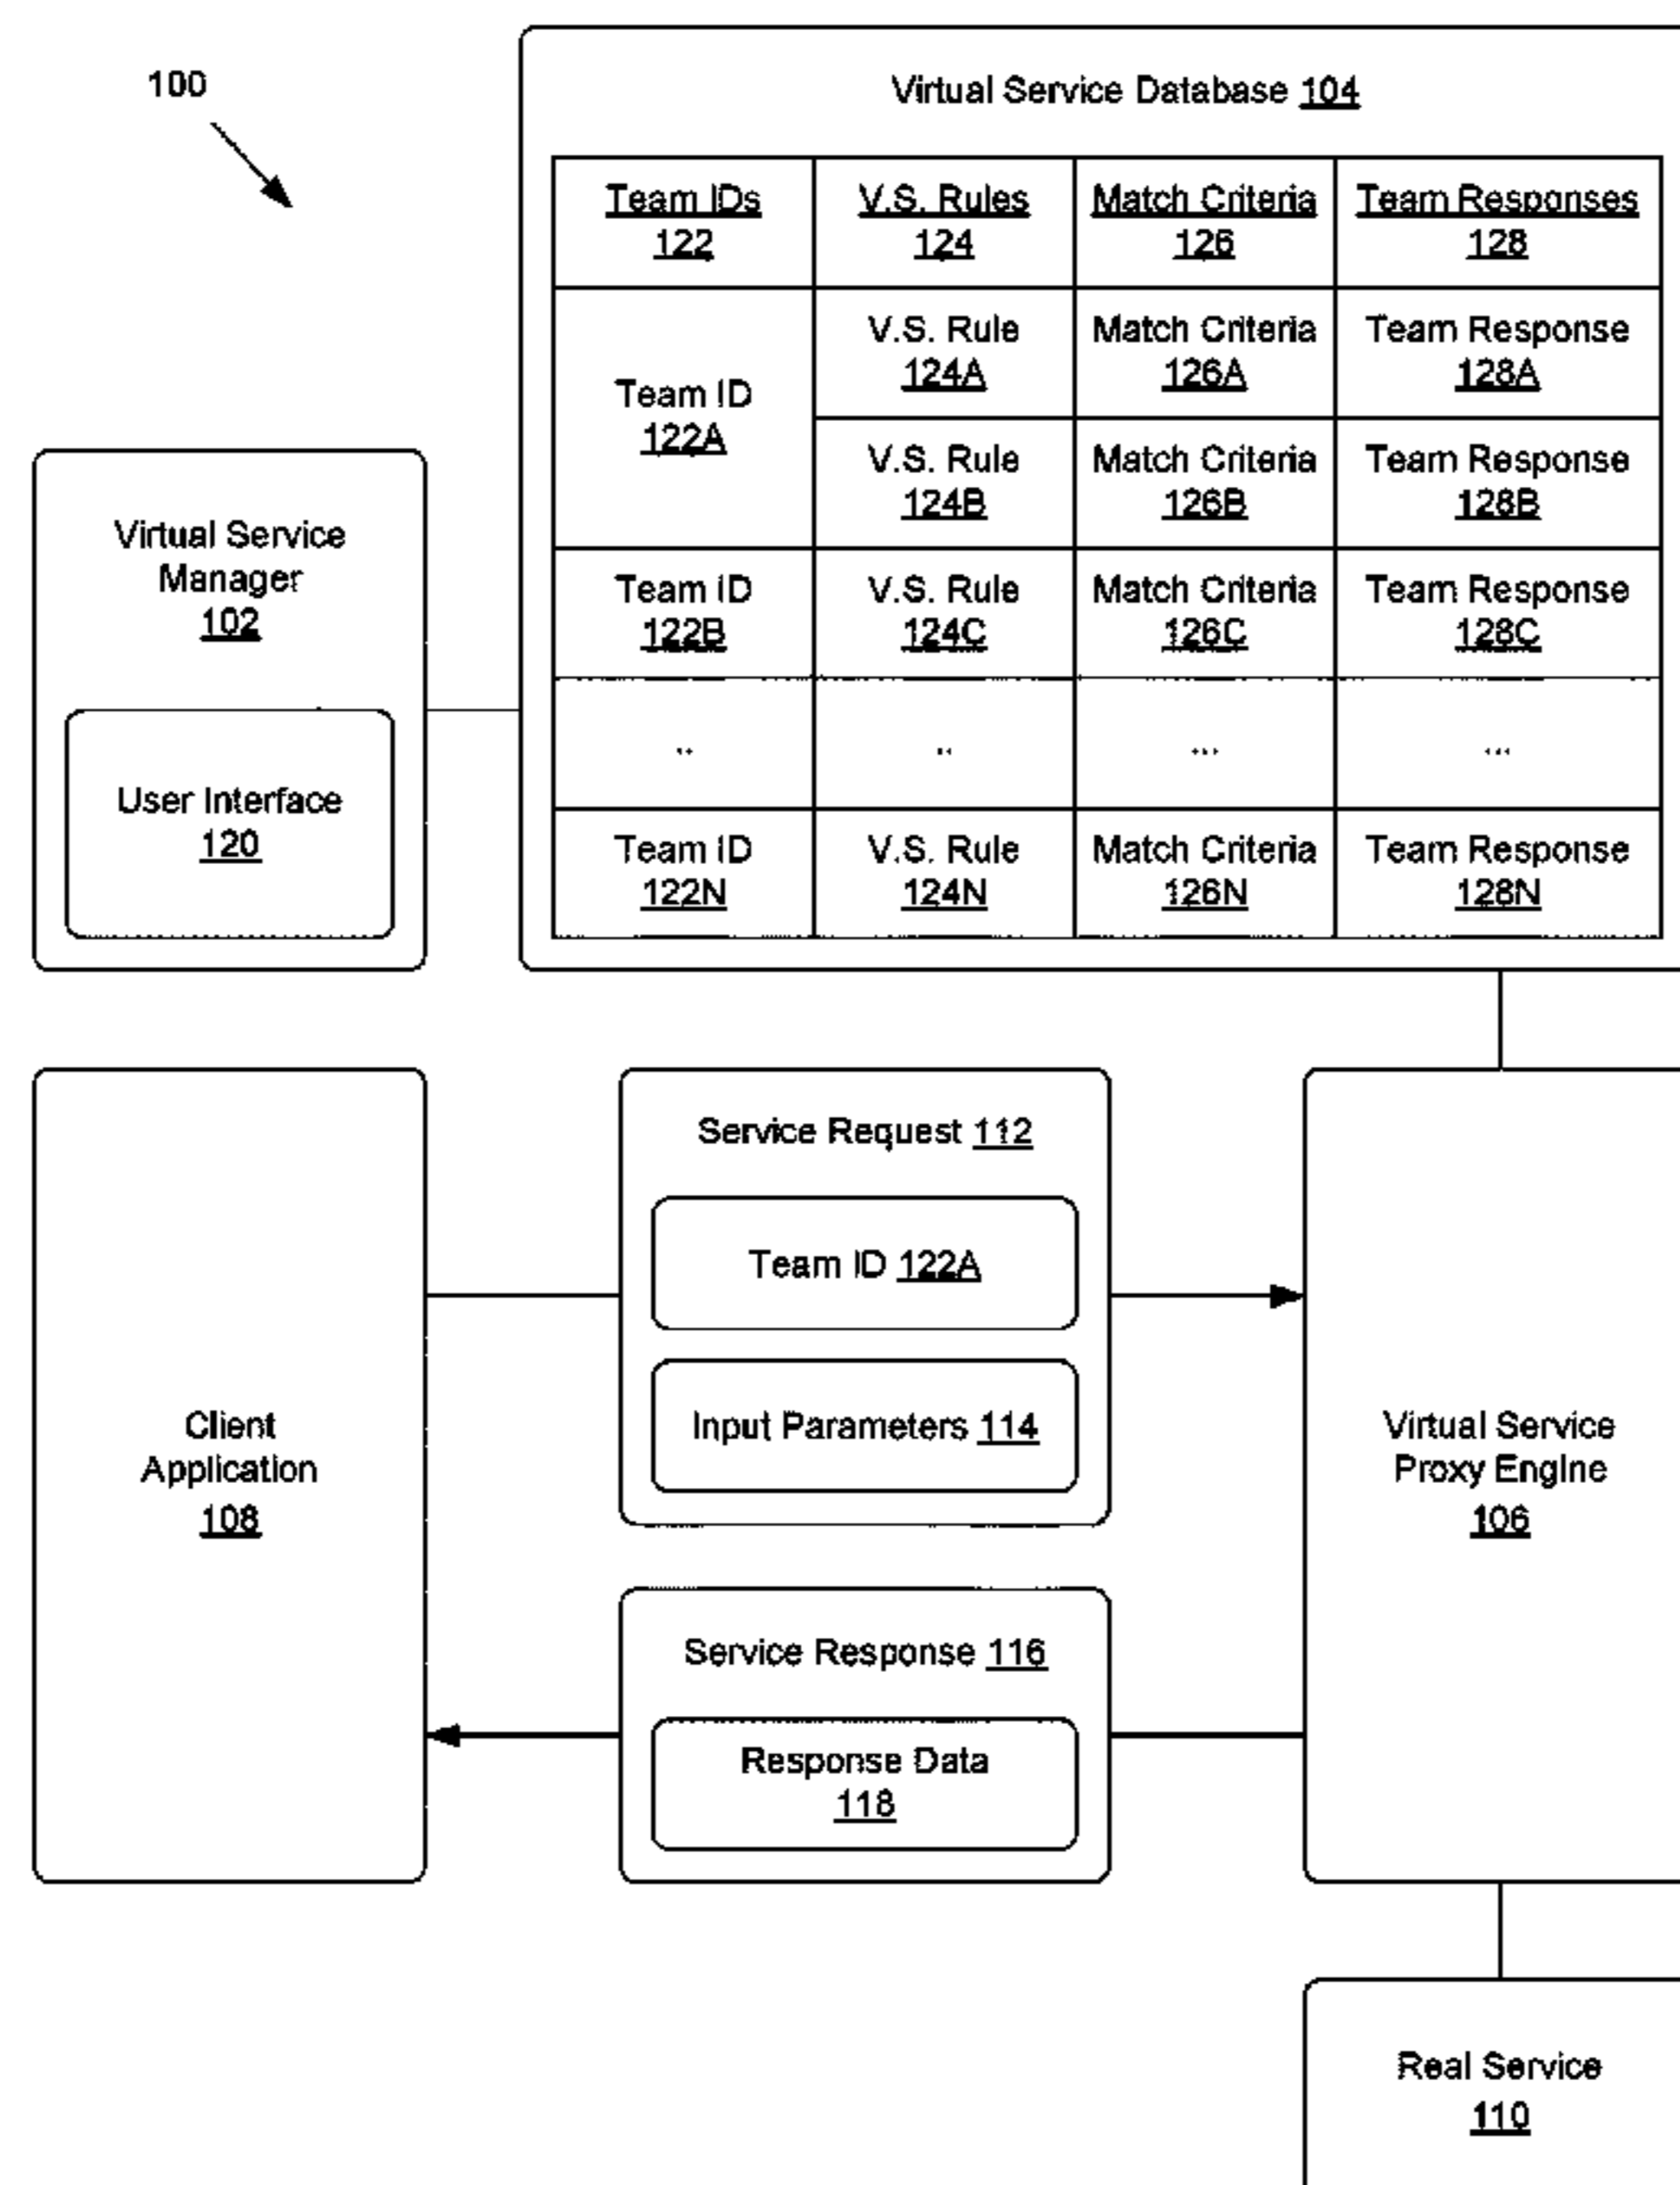 100
Virtual Service Database 104
Team IDs
122
V.S. Rules
124
Match Criteria
126
Team Responses
128
Team ID
122A
V.S. Rule
124A
Match Criteria
126A
Team Response
128A
V.S. Rule
124B
Match Criteria
126B
Team Response
128B
Team ID
122B
V.S. Rule
124C
Match Criteria
126C
Team Response
128C
..
..
...
...
Team ID
122N
V.S. Rule
124N
Match Criteria
126N
Team Response
128N
Virtual Service
Manager
102
User Interface
120
Client
Application
108
Service Request 112
Team ID 122A
Input Parameters 114
Service Response 116
Response Data
118
Virtual Service
Proxy Engine
106
Real Service
110